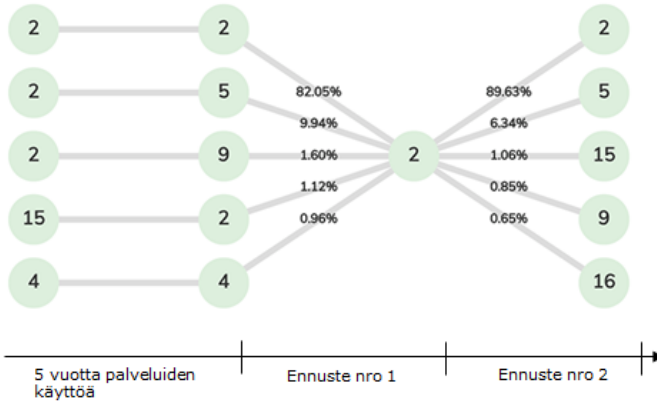 2 2 2
82.05% 89.63%
2 5 5
9.94% 6.34%
2 9 1.60% 2 1.06% 15
1.12% 0.85%
15 2 9
0.96% 0.65%
4 4 16
5 vuotta palveluiden
käyttöä
Ennuste nro 1
Ennuste nro 2